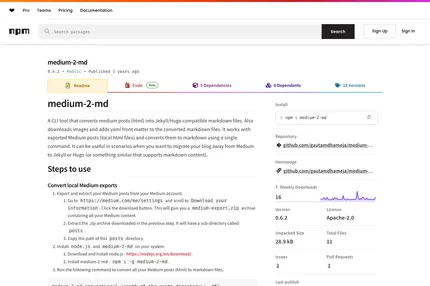 ❤ Pro Teams Pricing Documentation
npm Search packages Search Sign Up Sign In
medium-2-md
0.6.2 • Public • Published 3 years ago
Readme Code Beta 5 Dependencies 0 Dependents 12 Versions
medium-2-md
A CLI tool that converts medium posts (html) into Jekyll/Hugo compatible markdown files. Also
downloads images and adds yaml front matter to the converted markdown files. It works with
exported Medium posts (local html files) and converts them to markdown using a single
command. It can be useful in scenarios when you want to migrate your blog away from Medium
to Jekyll or Hugo (or something similar that supports markdown content).
Steps to use
Convert local Medium exports
1. Export and extract your Medium posts from your Medium account.
1. Go to https://medium.com/me/settings and scroll to Download your
information. Click the download button. This will give you a medium-export.zip archive
containing all your Medium content.
2. Extract the .zip archive downloaded in the previous step. It will have a sub-directory called
posts.
3. Copy the path of this posts directory.
2. Install node.js and medium-2-md on your system.
1. Download and install node.js - https://nodejs.org/en/download/.
2. Install medium-2-md - npm i -g medium-2-md.
3. Run the following command to convert all your Medium posts (html) to markdown files,
Install
> npm i medium-2-md
Repository
github.com/gautamdhameja/medium-...
Homepage
github.com/gautamdhameja/medium-...
Weekly Downloads
16
Version License
0.6.2 Apache-2.0
Unpacked Size Total Files
28.9 kB 11
Issues Pull Requests
2 3
Last publish